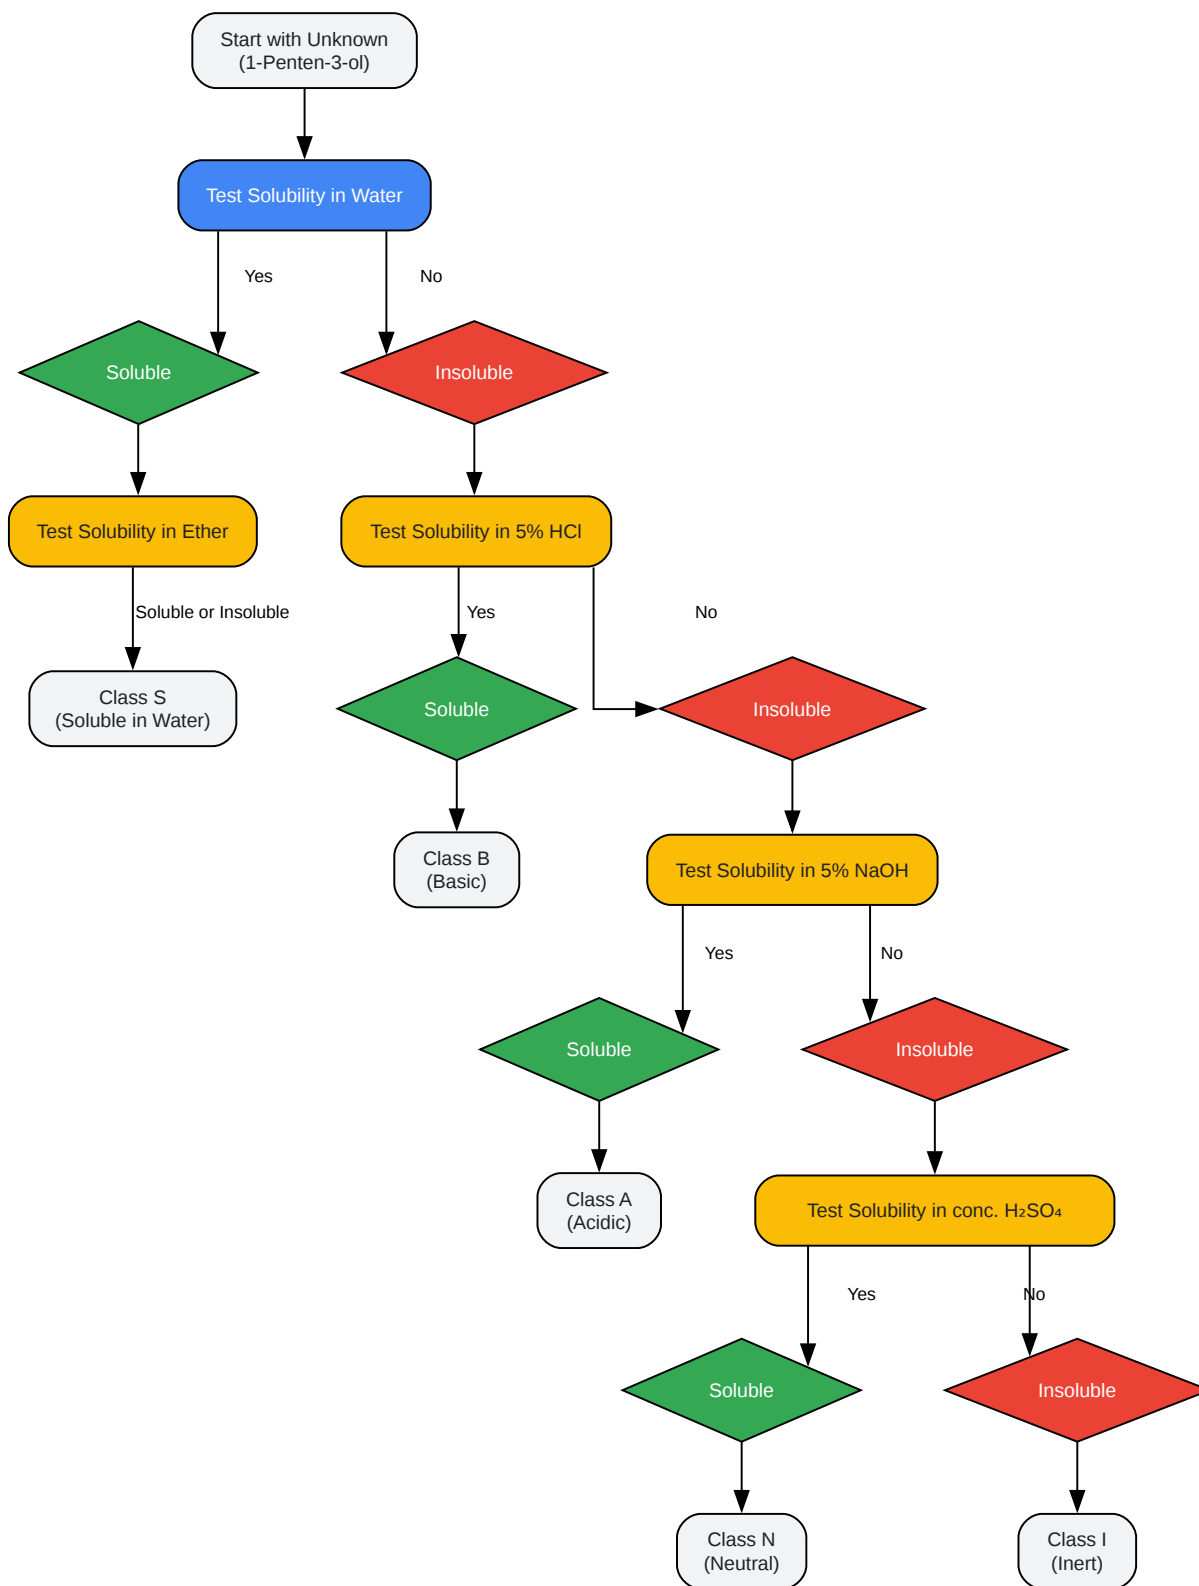 Start with Unknown
(1-Penten-3-ol)
Test Solubility in Water
Yes
No
Soluble
Insoluble
Test Solubility in Ether
Test Solubility in 5% HCl
Soluble or Insoluble
Yes
No
Class S
(Soluble in Water)
Soluble
Insoluble
Class B
(Basic)
Test Solubility in 5% NaOH
Yes
No
Soluble
Insoluble
Class A
(Acidic)
Test Solubility in conc. H₂SO₄
Yes
No
Soluble
Insoluble
Class N
(Neutral)
Class I
(Inert)